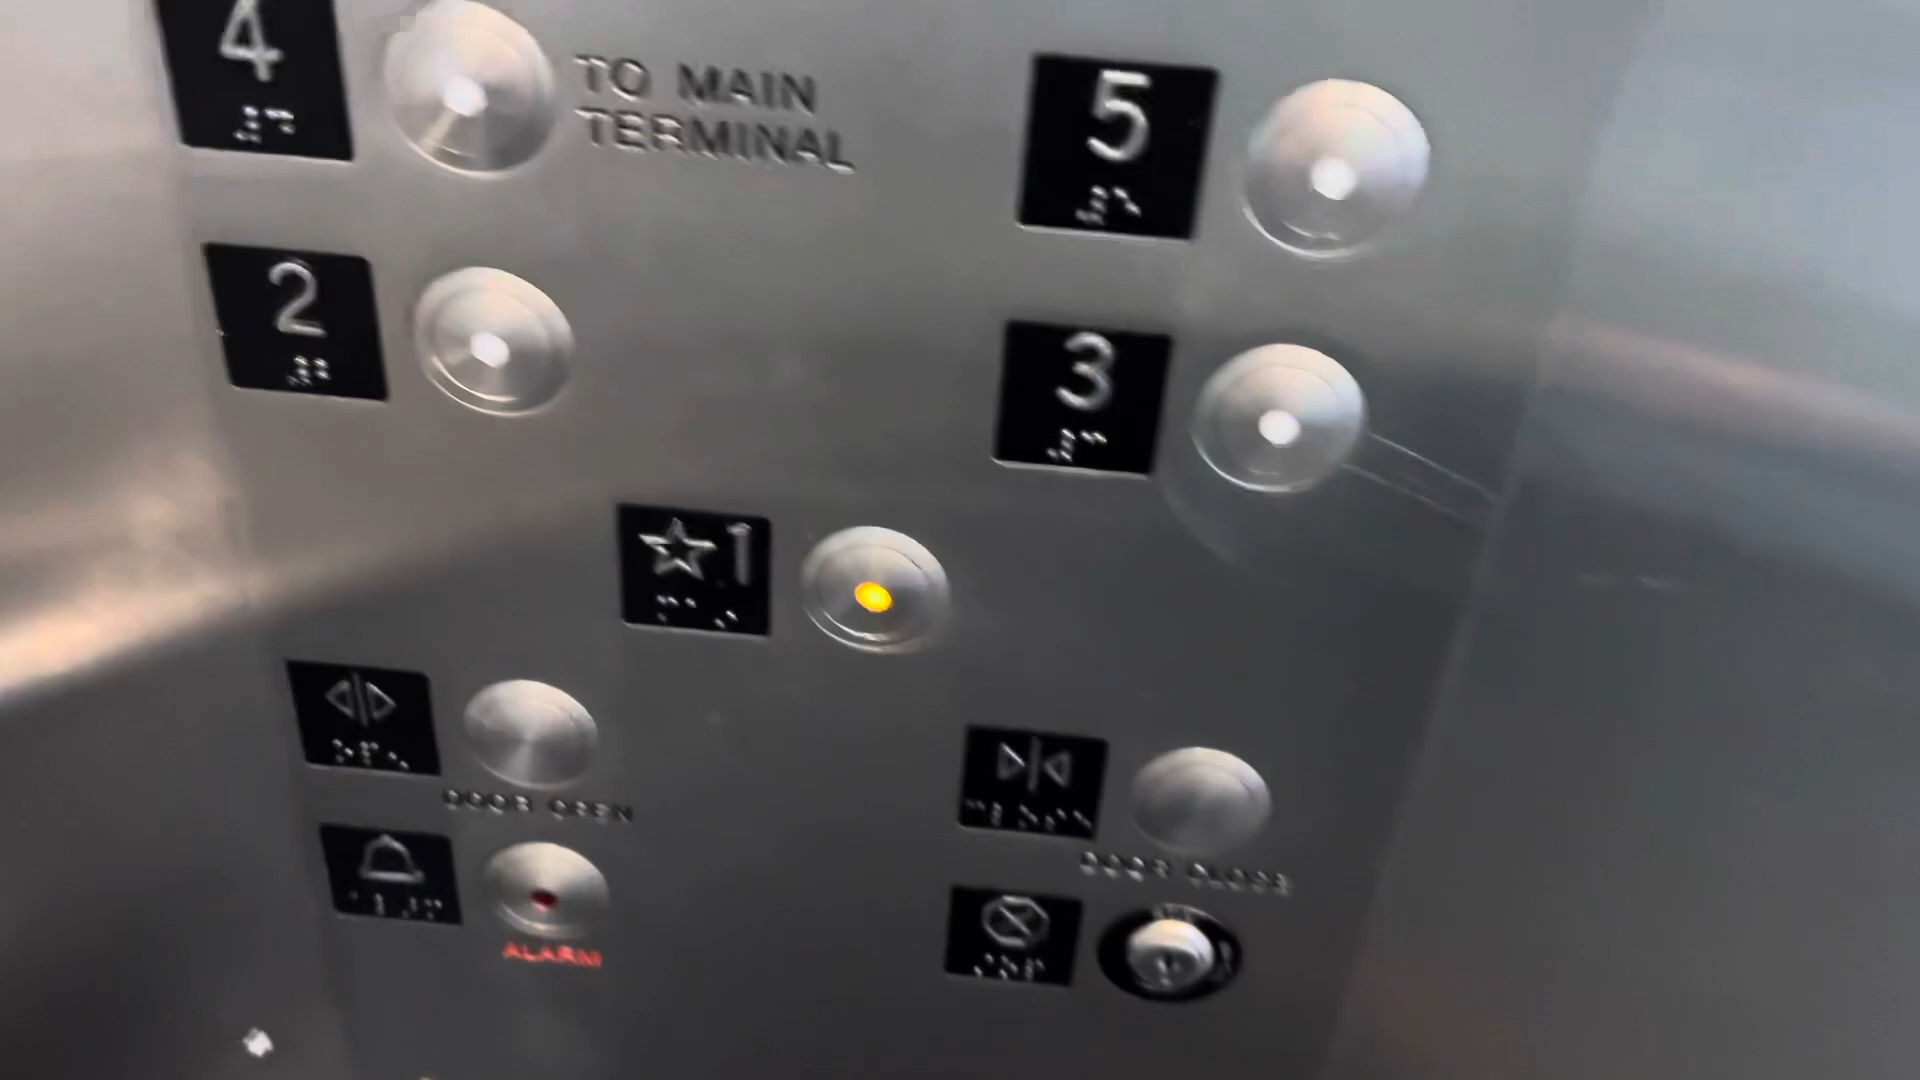 4
TO MAIN
TERMINAL
5
2
3
☆1
DOOR OPEN
DOOR CLOSE
ALARM